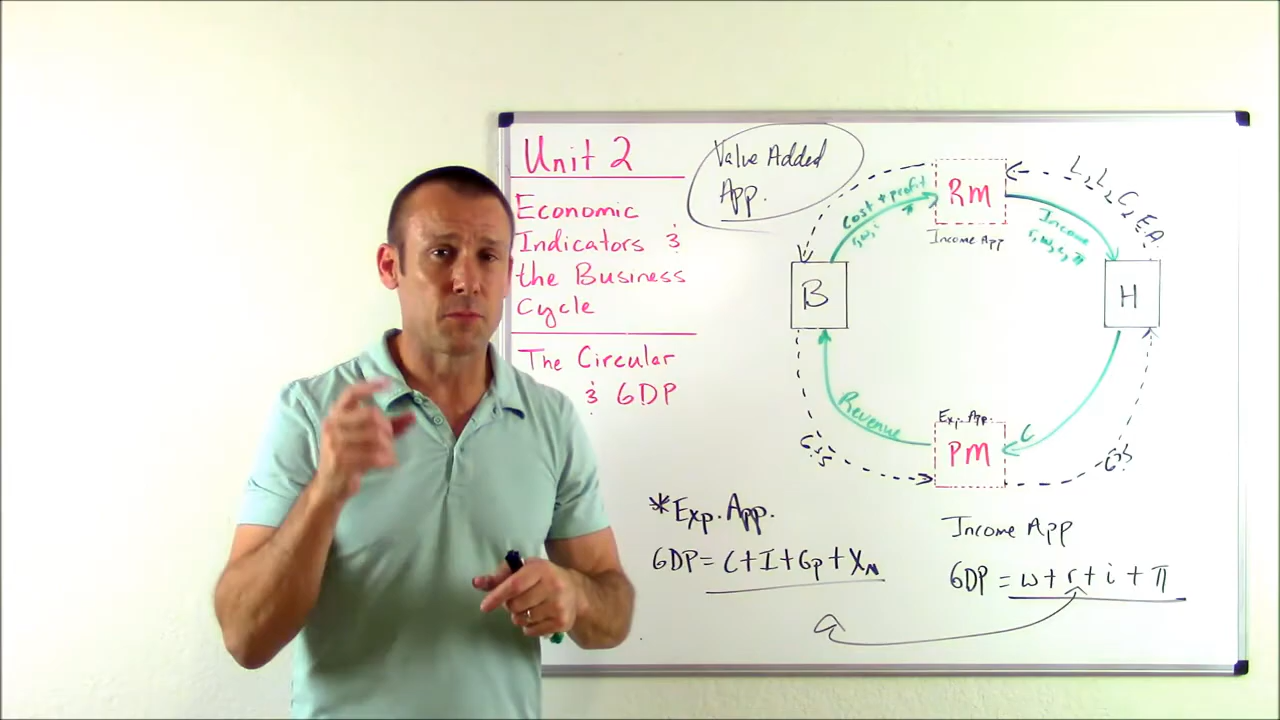 Unit 2
Economic
Indicators &
the Business
Cycle
The Circular
& GDP
Value Added
App.
Rm
Income App
Cost + profit
r, w, i
π
Income
r, w, i, π
L, L, C, EA
B
H
Revenue
C
Exp. App.
PM
G&S
G&S
*Exp. App.
GDP = C+I+Gp+XN
Income App
GDP = w+r+i+π